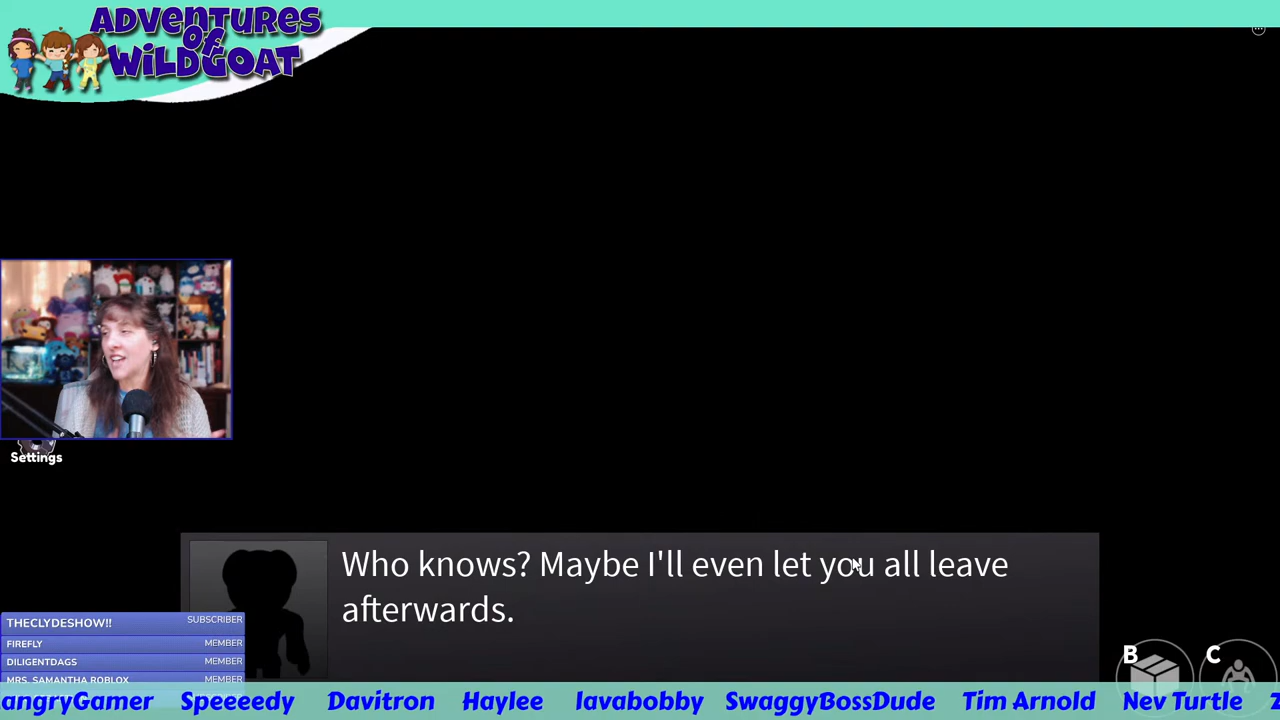 ADVENTURES
of
WiLDGOAT
Settings
Who knows? Maybe I'll even let you all leave
afterwards.
THECLYDESHOW!! SUBSCRIBER
FIREFLY MEMBER
DILIGENTDAGS MEMBER
MRS. SAMANTHA ROBLOX MEMBER
B C
angryGamer Speeeedy Davitron Haylee lavabobby SwaggyBossDude Tim Arnold Nev Turtle